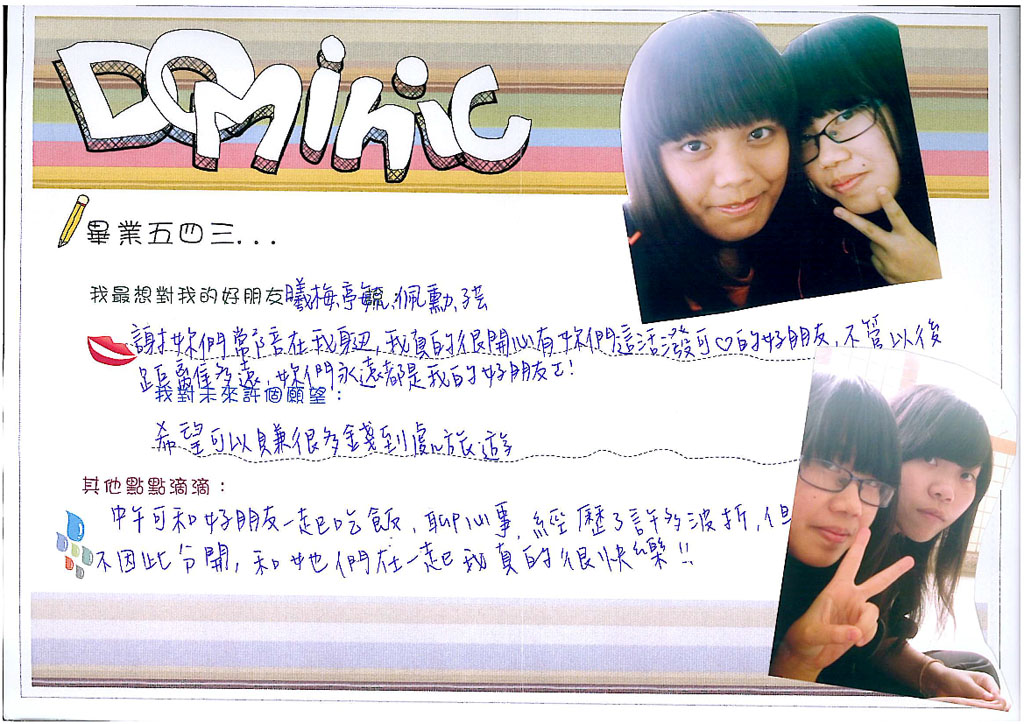 DOMiNiC
畢業五四三...
我最想對我的好朋友曦梅,亭毓,佩勳,彣芸
謝妳們常陪在我身邊,我真的很開心有妳們這活潑可♡的好朋友,不管以後
距離隹多遠,妳們永遠都是我的好朋友ㄛ!
我對未來許個願望:
希望可以賺很多錢到處旅遊
其他點點滴滴:
中午可和好朋友一起吃飯,聊心事,經歷了許多波折,但
不因此分開,和她們在一起我真的很快樂!!